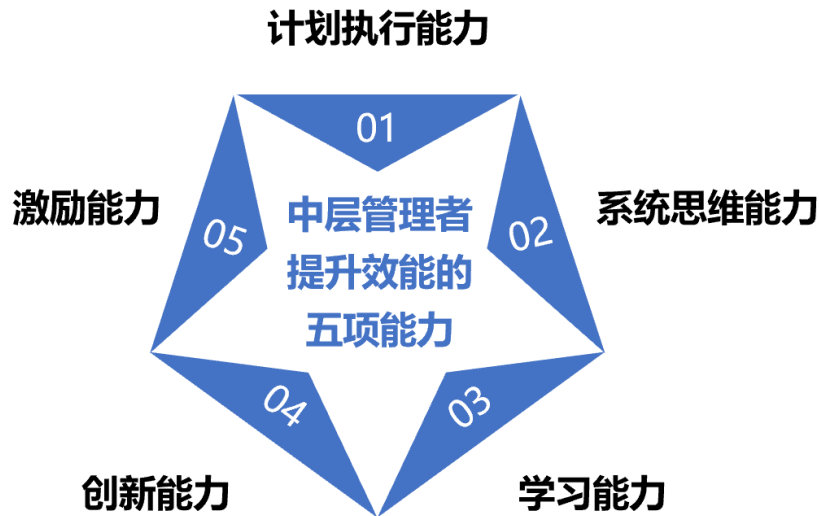 计划执行能力
01
激励能力
05
中层管理者
提升效能的
五项能力
02
系统思维能力
04
03
创新能力
学习能力